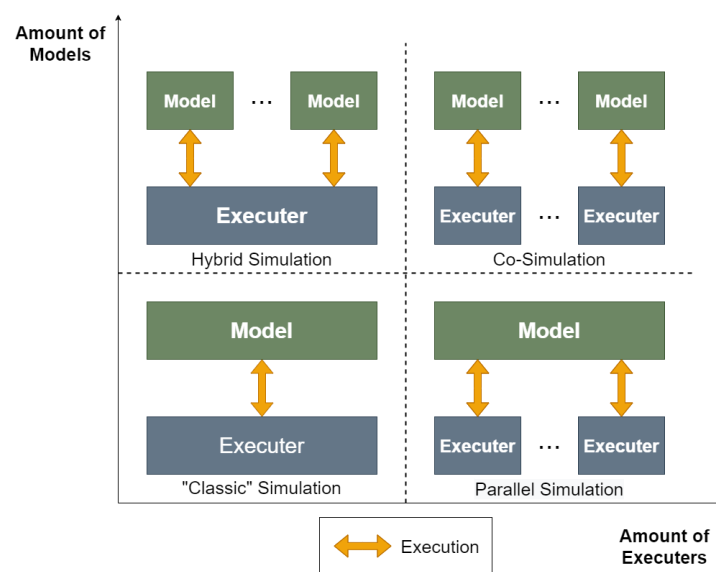 Amount of
Models
Model ... Model
Model ... Model
Executer
Executer ... Executer
Hybrid Simulation
Co-Simulation
Model
Model
Executer
Executer ... Executer
"Classic" Simulation
Parallel Simulation
Execution
Amount of
Executers